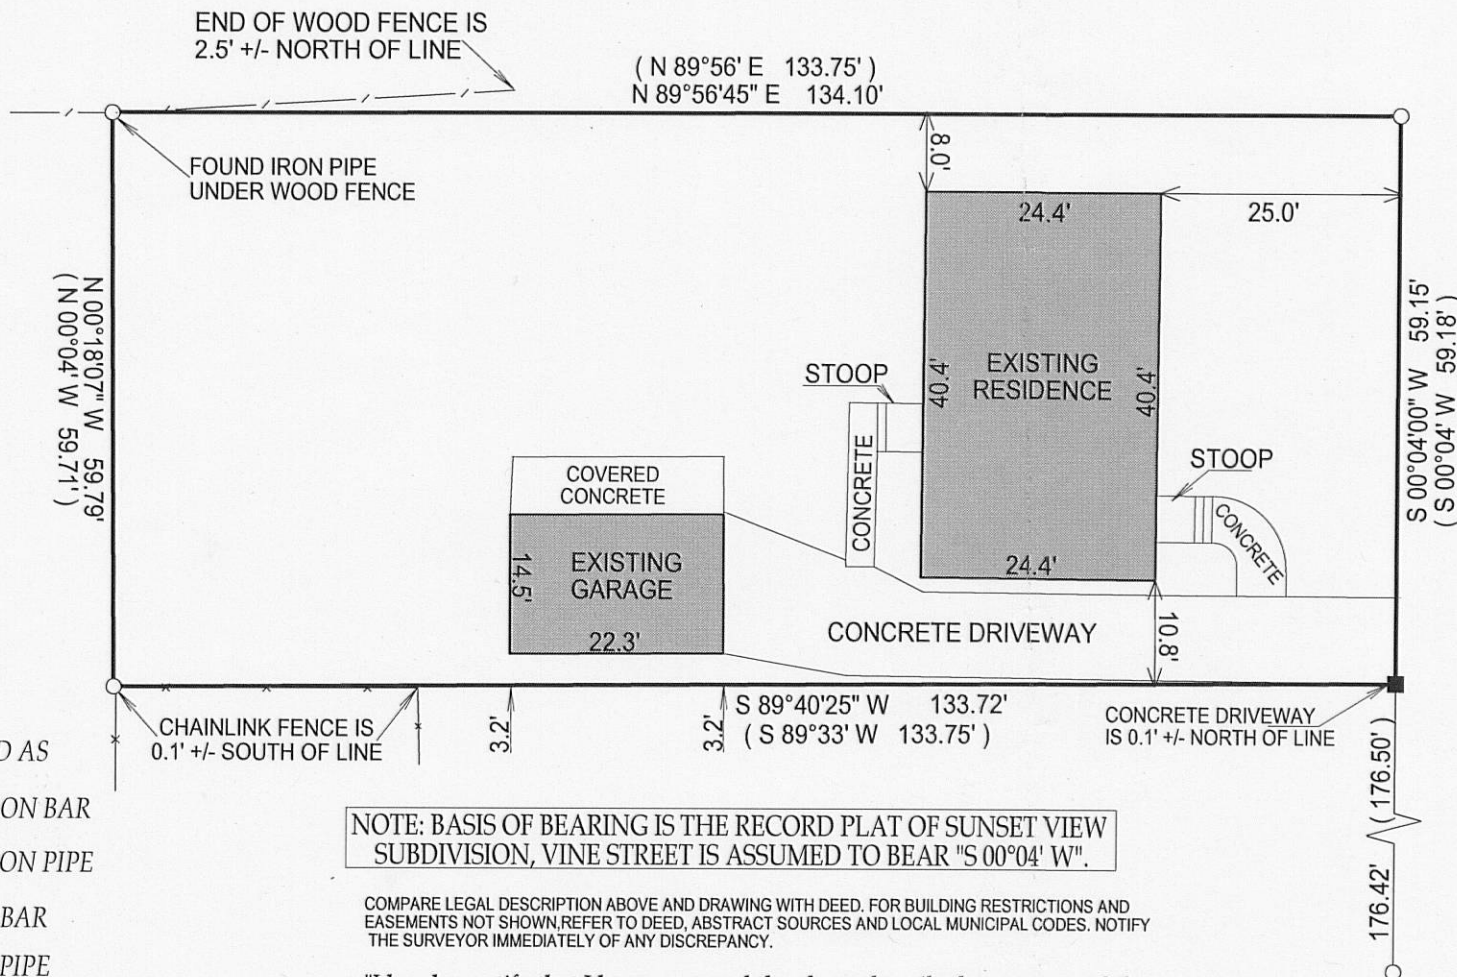 END OF WOOD FENCE IS
2.5' +/- NORTH OF LINE
( N 89°56' E 133.75' )
N 89°56'45" E 134.10'
FOUND IRON PIPE
UNDER WOOD FENCE
8.0'
24.4'
25.0'
N 00°18'07" W 59.79'
( N 00°04' W 59.71' )
S 00°04'00" W 59.15'
( S 00°04' W 59.18' )
STOOP
40.4'
EXISTING
RESIDENCE
40.4'
CONCRETE
STOOP
CONCRETE
COVERED
CONCRETE
EXISTING
GARAGE
14.5'
22.3'
24.4'
CONCRETE DRIVEWAY
10.8'
CHAINLINK FENCE IS
0.1' +/- SOUTH OF LINE
3.2'
3.2'
S 89°40'25" W 133.72'
( S 89°33' W 133.75' )
CONCRETE DRIVEWAY
IS 0.1' +/- NORTH OF LINE
( 176.50' )
176.42'
D AS
ON BAR
ON PIPE
BAR
PIPE
NOTE: BASIS OF BEARING IS THE RECORD PLAT OF SUNSET VIEW
SUBDIVISION, VINE STREET IS ASSUMED TO BEAR "S 00°04' W".
COMPARE LEGAL DESCRIPTION ABOVE AND DRAWING WITH DEED. FOR BUILDING RESTRICTIONS AND
EASEMENTS NOT SHOWN,REFER TO DEED, ABSTRACT SOURCES AND LOCAL MUNICIPAL CODES. NOTIFY
THE SURVEYOR IMMEDIATELY OF ANY DISCREPANCY.